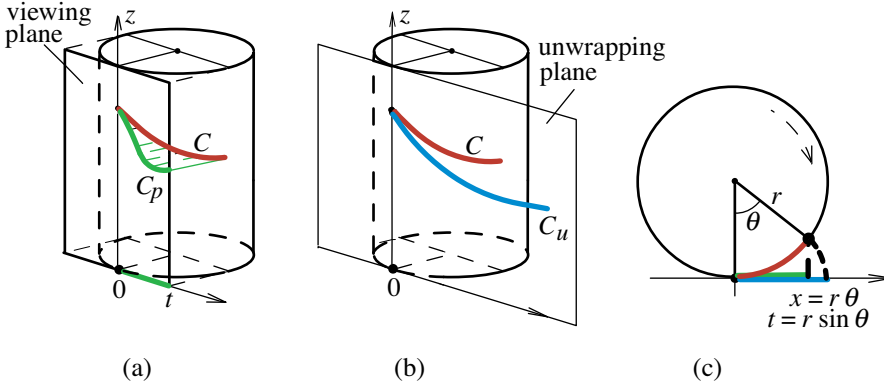 viewing
plane
z
C
C_p
0
t
(a)
z
unwrapping
plane
C
C_u
0
(b)
r
θ
x = r θ
t = r sin θ
(c)